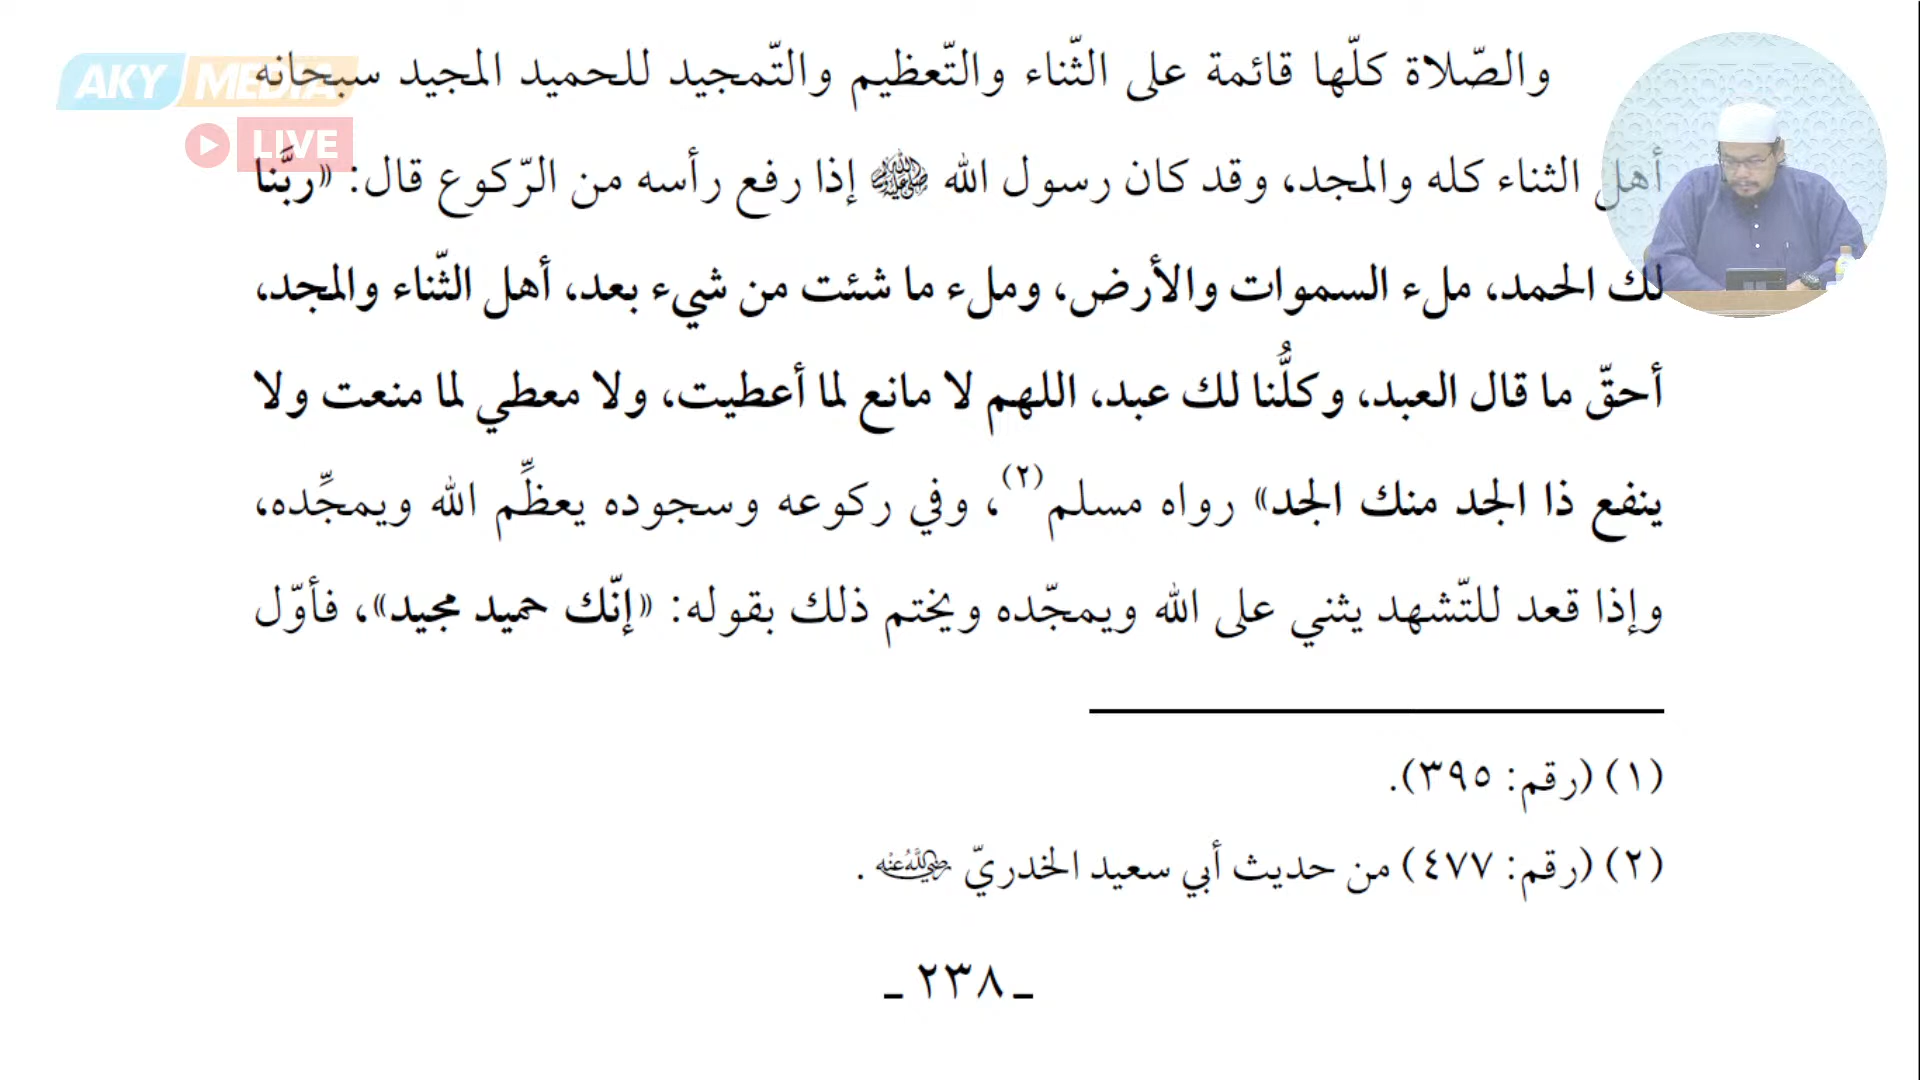 AKY MEDIA
LIVE
والصّلاة كلّها قائمة على الثّناء والتّعظيم والتّمجيد للحميد المجيد سبحانه
أهل الثناء كله والمجد، وقد كان رسول الله ﷺ إذا رفع رأسه من الرّكوع قال: «ربَّنا
لك الحمد، ملء السموات والأرض، وملء ما شئت من شيء بعد، أهل الثّناء والمجد،
أحقّ ما قال العبد، وكلُّنا لك عبد، اللهم لا مانع لما أعطيت، ولا معطي لما منعت ولا
ينفع ذا الجد منك الجد» رواه مسلم(٢)، وفي ركوعه وسجوده يعظِّم الله ويمجِّده،
وإذا قعد للتّشهد يثني على الله ويمجّده ويختم ذلك بقوله: «إنّك حميد مجيد»، فأوّل
(١) (رقم: ٣٩٥).
(٢) (رقم: ٤٧٧) من حديث أبي سعيد الخدريّ رضي الله عنه .
ـ ٢٣٨ ـ